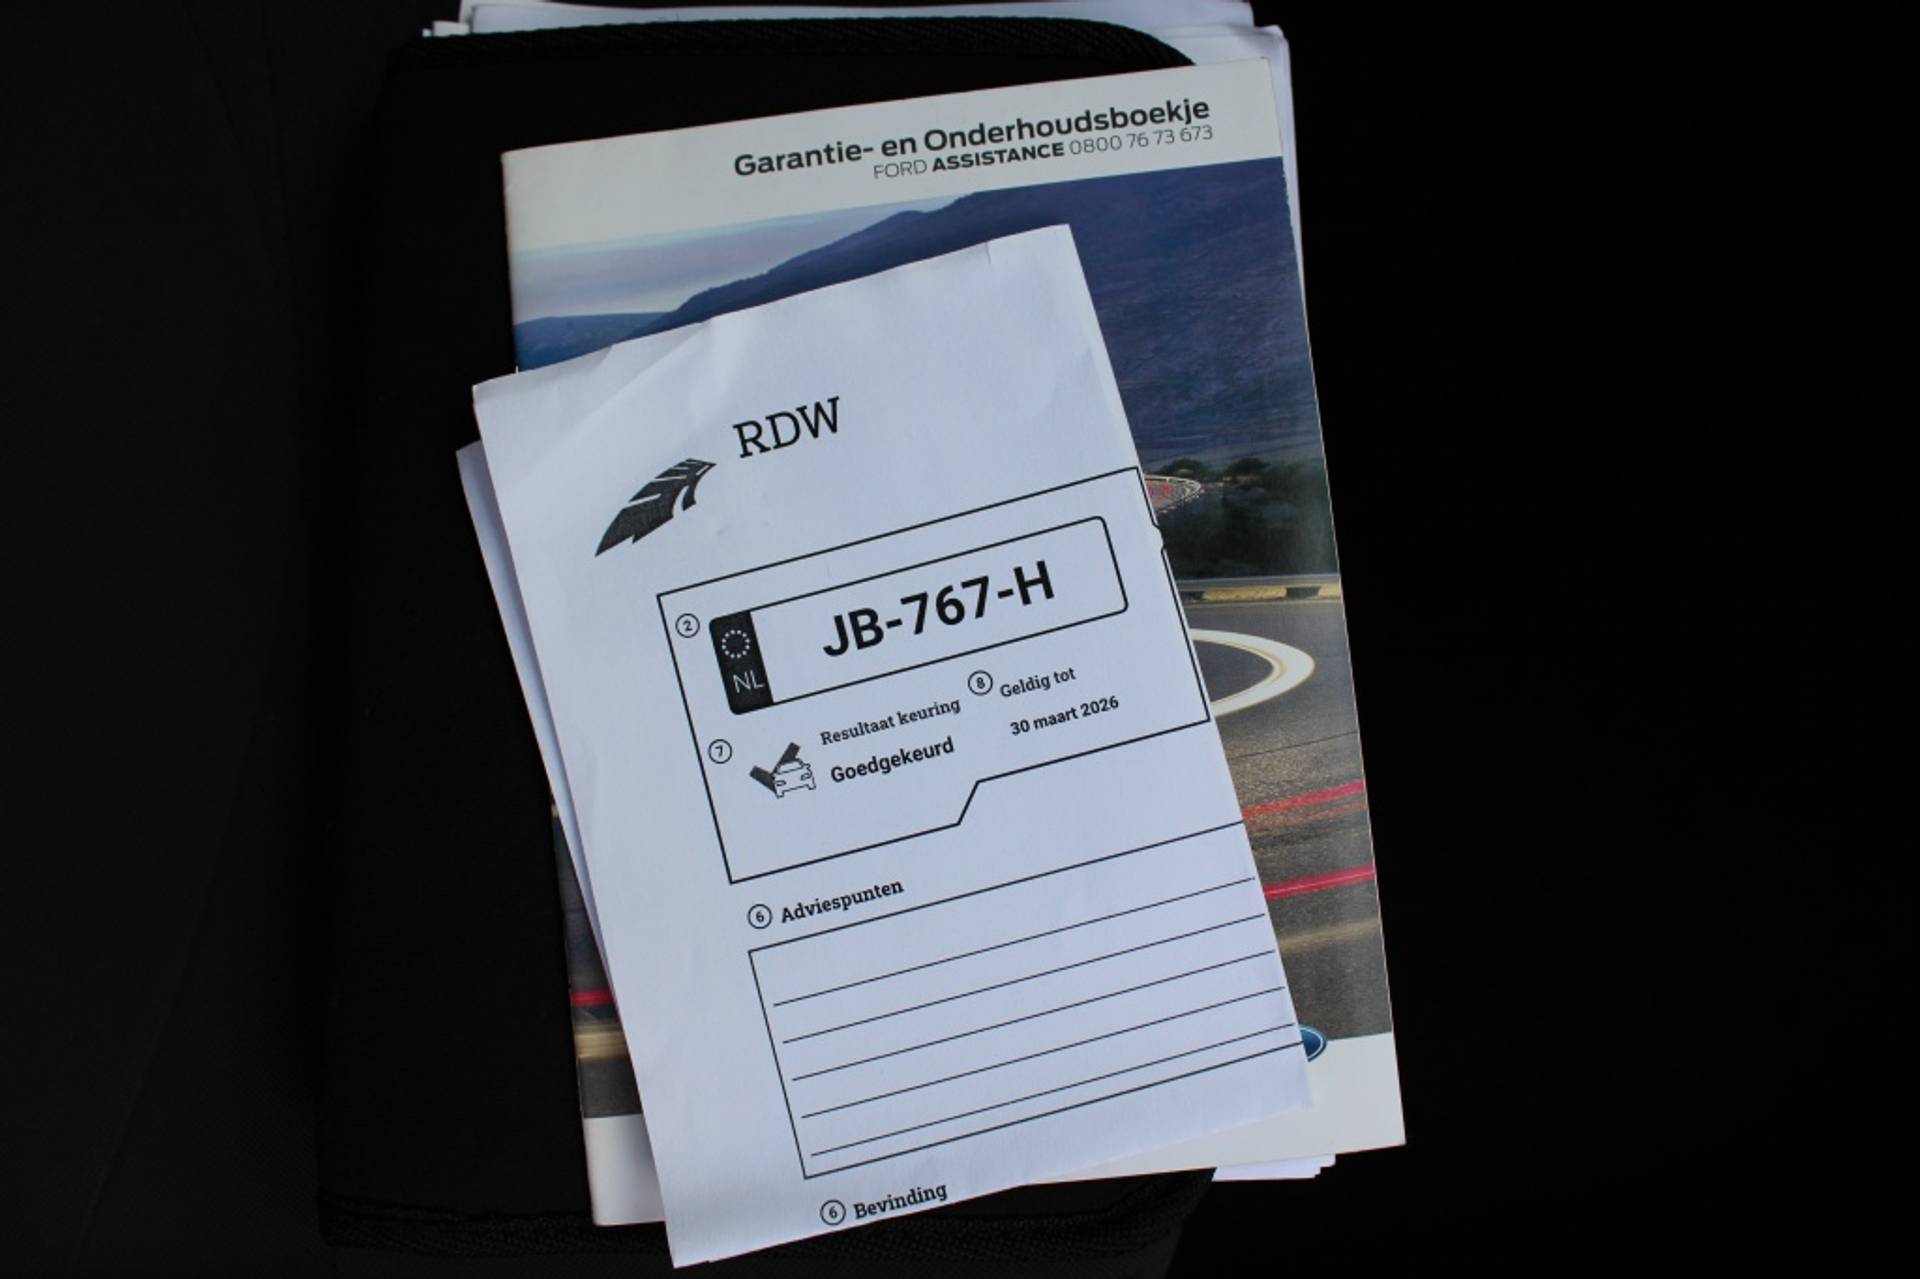 Garantie- en Onderhoudsboekje
FORD ASSISTANCE 0800 76 73 673
RDW
2
NL
JB-767-H
7
Resultaat keuring
Goedgekeurd
8 Geldig tot
30 maart 2026
6 Adviespunten
6 Bevinding